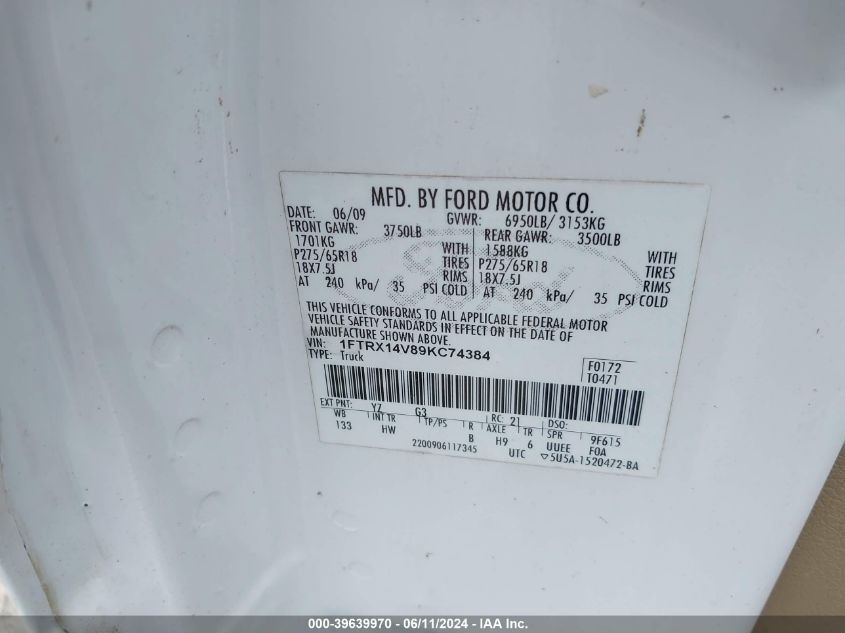 MFD. BY FORD MOTOR CO.
DATE: 06/09 GVWR: 6950LB/ 3153KG
FRONT GAWR: 3750LB REAR GAWR: 3500LB
1701KG WITH 1588KG WITH
P275/65R18 TIRES P275/65R18 TIRES
18X7.5J RIMS 18X7.5J RIMS
AT 240 kPa/ 35 PSI COLD AT 240 kPa/ 35 PSI COLD
THIS VEHICLE CONFORMS TO ALL APPLICABLE FEDERAL MOTOR
VEHICLE SAFETY STANDARDS IN EFFECT ON THE DATE OF
MANUFACTURE SHOWN ABOVE.
VIN: 1FTRX14V89KC74384
TYPE: Truck
F0172
T0471
EXT PNT: YZ G3 RC: 21 DSO:
WB INT TR TP/PS R AXLE TR SPR 9F615
133 HW B H9 6 UUEE F0A
2200906117345 UTC ▽5U5A-1520472-BA
000-39639970 / 06/11/2024 - IAA Inc.